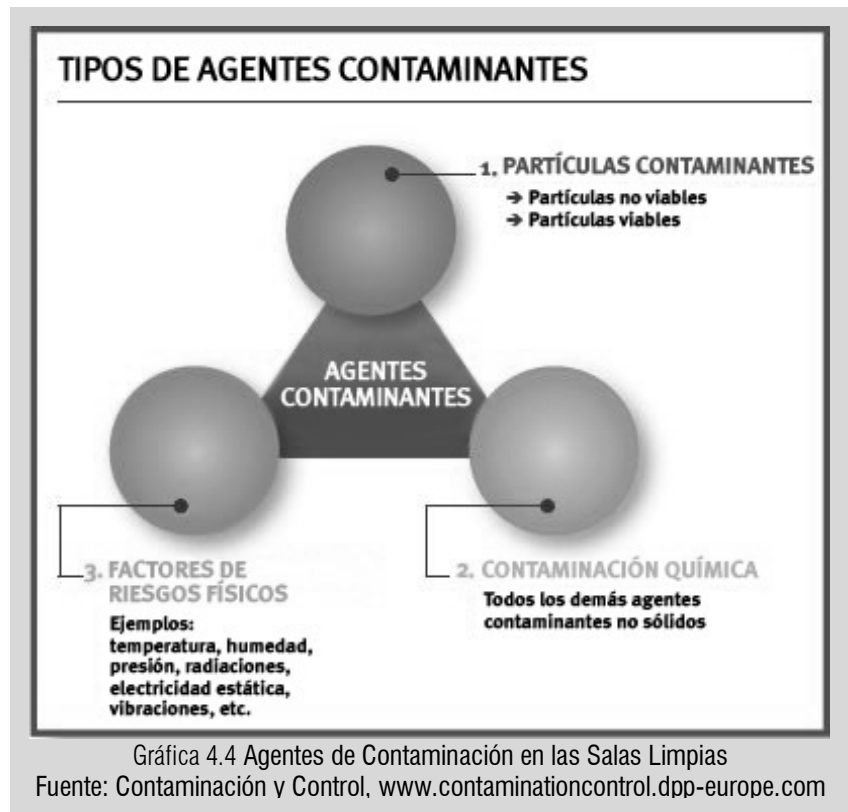 TIPOS DE AGENTES CONTAMINANTES
1. PARTÍCULAS CONTAMINANTES
→ Partículas no viables
→ Partículas viables
AGENTES
CONTAMINANTES
3. FACTORES DE
RIESGOS FÍSICOS
Ejemplos:
temperatura, humedad,
presión, radiaciones,
electricidad estática,
vibraciones, etc.
2. CONTAMINACIÓN QUÍMICA
Todos los demás agentes
contaminantes no sólidos
Gráfica 4.4 Agentes de Contaminación en las Salas Limpias
Fuente: Contaminación y Control, www.contaminationcontrol.dpp-europe.com